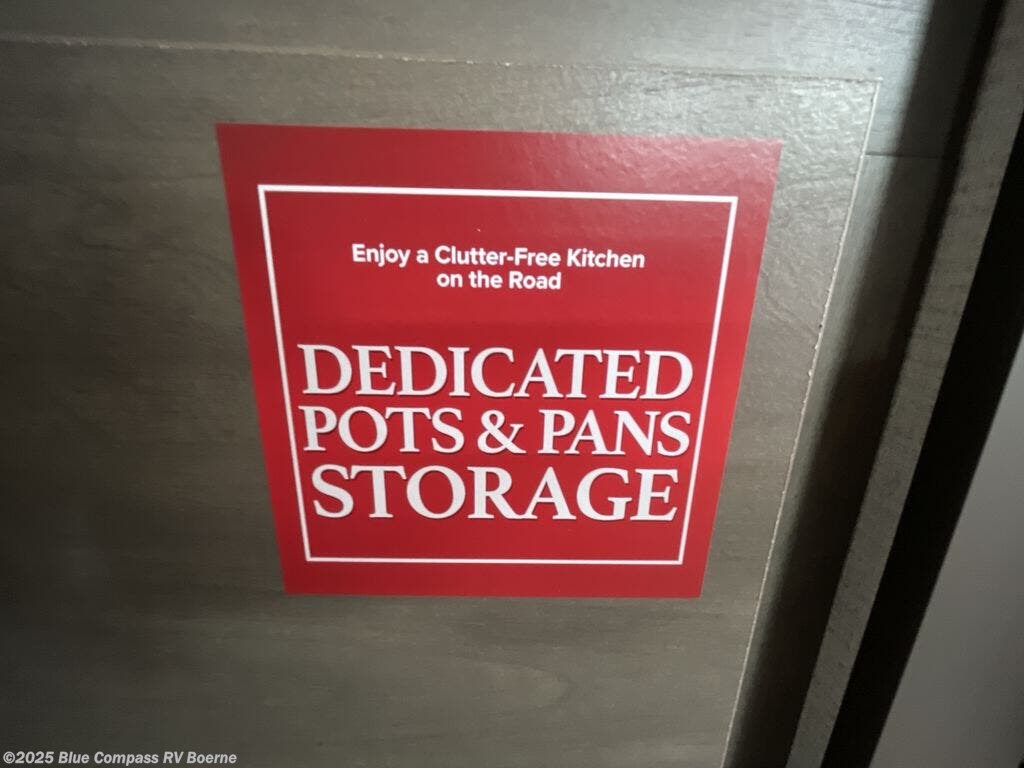 Enjoy a Clutter-Free Kitchen
on the Road
DEDICATED
POTS & PANS
STORAGE
©2025 Blue Compass RV Boerne